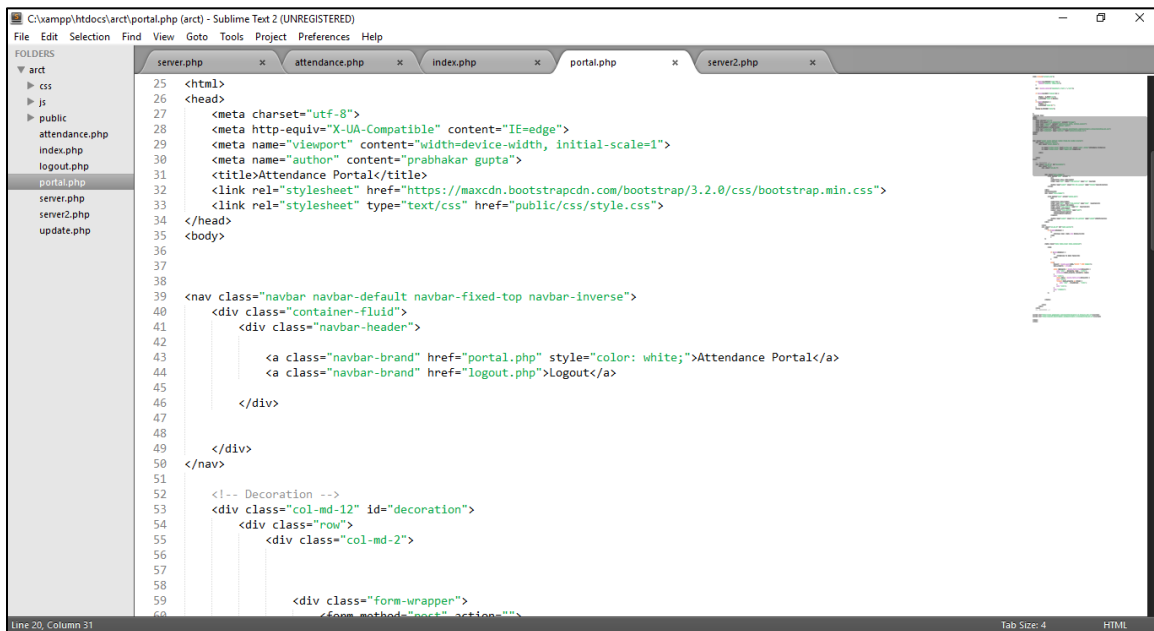 C:\xampp\htdocs\arct\portal.php (arct) - Sublime Text 2 (UNREGISTERED)
File Edit Selection Find View Goto Tools Project Preferences Help
FOLDERS
arct
css
js
public
attendance.php
index.php
logout.php
portal.php
server.php
server2.php
update.php
server.php × attendance.php × index.php × portal.php × server2.php ×
25 <html>
26 <head>
27     <meta charset="utf-8">
28     <meta http-equiv="X-UA-Compatible" content="IE=edge">
29     <meta name="viewport" content="width=device-width, initial-scale=1">
30     <meta name="author" content="prabhakar gupta">
31     <title>Attendance Portal</title>
32     <link rel="stylesheet" href="https://maxcdn.bootstrapcdn.com/bootstrap/3.2.0/css/bootstrap.min.css">
33     <link rel="stylesheet" type="text/css" href="public/css/style.css">
34 </head>
35 <body>
36
37
38
39 <nav class="navbar navbar-default navbar-fixed-top navbar-inverse">
40     <div class="container-fluid">
41         <div class="navbar-header">
42
43             <a class="navbar-brand" href="portal.php" style="color: white;">Attendance Portal</a>
44             <a class="navbar-brand" href="logout.php">Logout</a>
45
46         </div>
47
48
49     </div>
50 </nav>
51
52     <!-- Decoration -->
53     <div class="col-md-12" id="decoration">
54         <div class="row">
55             <div class="col-md-2">
56
57
58
59                 <div class="form-wrapper">
60                     <form method="post" action="">
Line 20, Column 31
Tab Size: 4
HTML